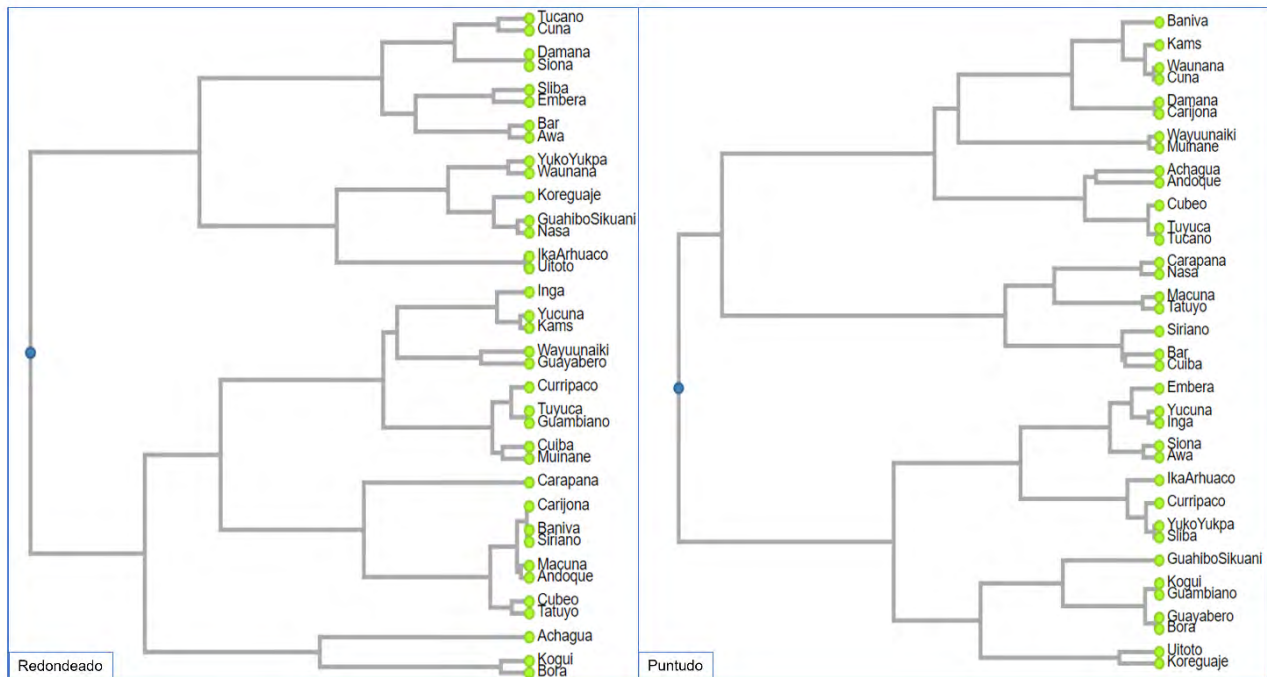 Tucano
Cuna
Damana
Siona
Sliba
Embera
Bar
Awa
YukoYukpa
Waunana
Koreguaje
GuahiboSikuani
Nasa
IkaArhuaco
Uitoto
Inga
Yucuna
Kams
Wayuunaiki
Guayabero
Curripaco
Tuyuca
Guambiano
Cuiba
Muinane
Carapana
Carijona
Baniva
Siriano
Macuna
Andoque
Cubeo
Tatuyo
Achagua
Kogui
Bora
Redondeado
Baniva
Kams
Waunana
Cuna
Damana
Carijona
Wayuunaiki
Muinane
Achagua
Andoque
Cubeo
Tuyuca
Tucano
Carapana
Nasa
Macuna
Tatuyo
Siriano
Bar
Cuiba
Embera
Yucuna
Inga
Siona
Awa
IkaArhuaco
Curripaco
YukoYukpa
Sliba
GuahiboSikuani
Kogui
Guambiano
Guayabero
Bora
Uitoto
Koreguaje
Puntudo